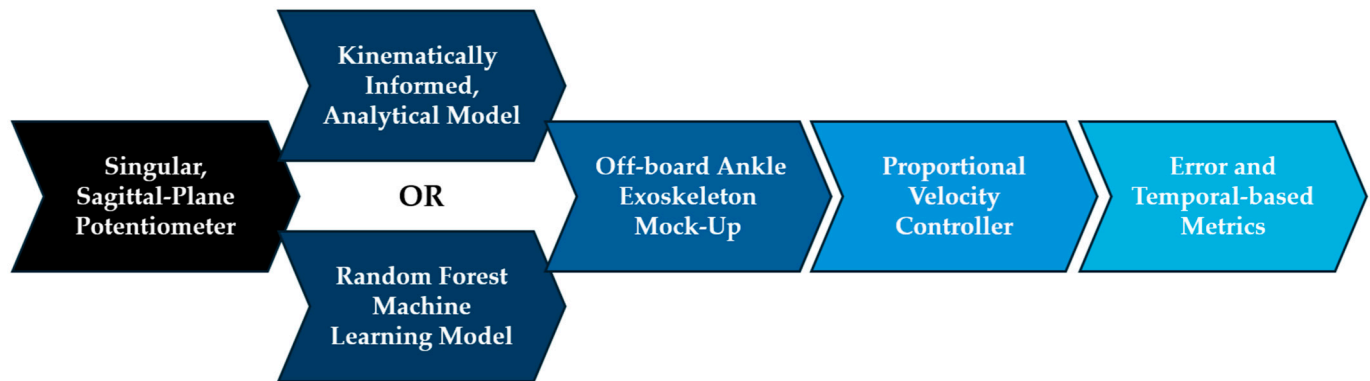 Singular,
Sagittal-Plane
Potentiometer
Kinematically
Informed,
Analytical Model
OR
Random Forest
Machine
Learning Model
Off-board Ankle
Exoskeleton
Mock-Up
Proportional
Velocity
Controller
Error and
Temporal-based
Metrics